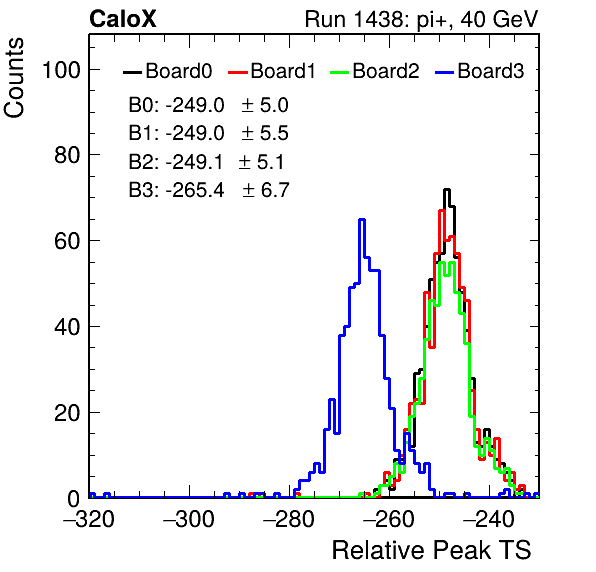 CaloX Run 1438: pi+, 40 GeV
Counts
100
80
60
40
20
0
Board0 Board1 Board2 Board3
B0: -249.0 ± 5.0
B1: -249.0 ± 5.5
B2: -249.1 ± 5.1
B3: -265.4 ± 6.7
−320 −300 −280 −260 −240
Relative Peak TS